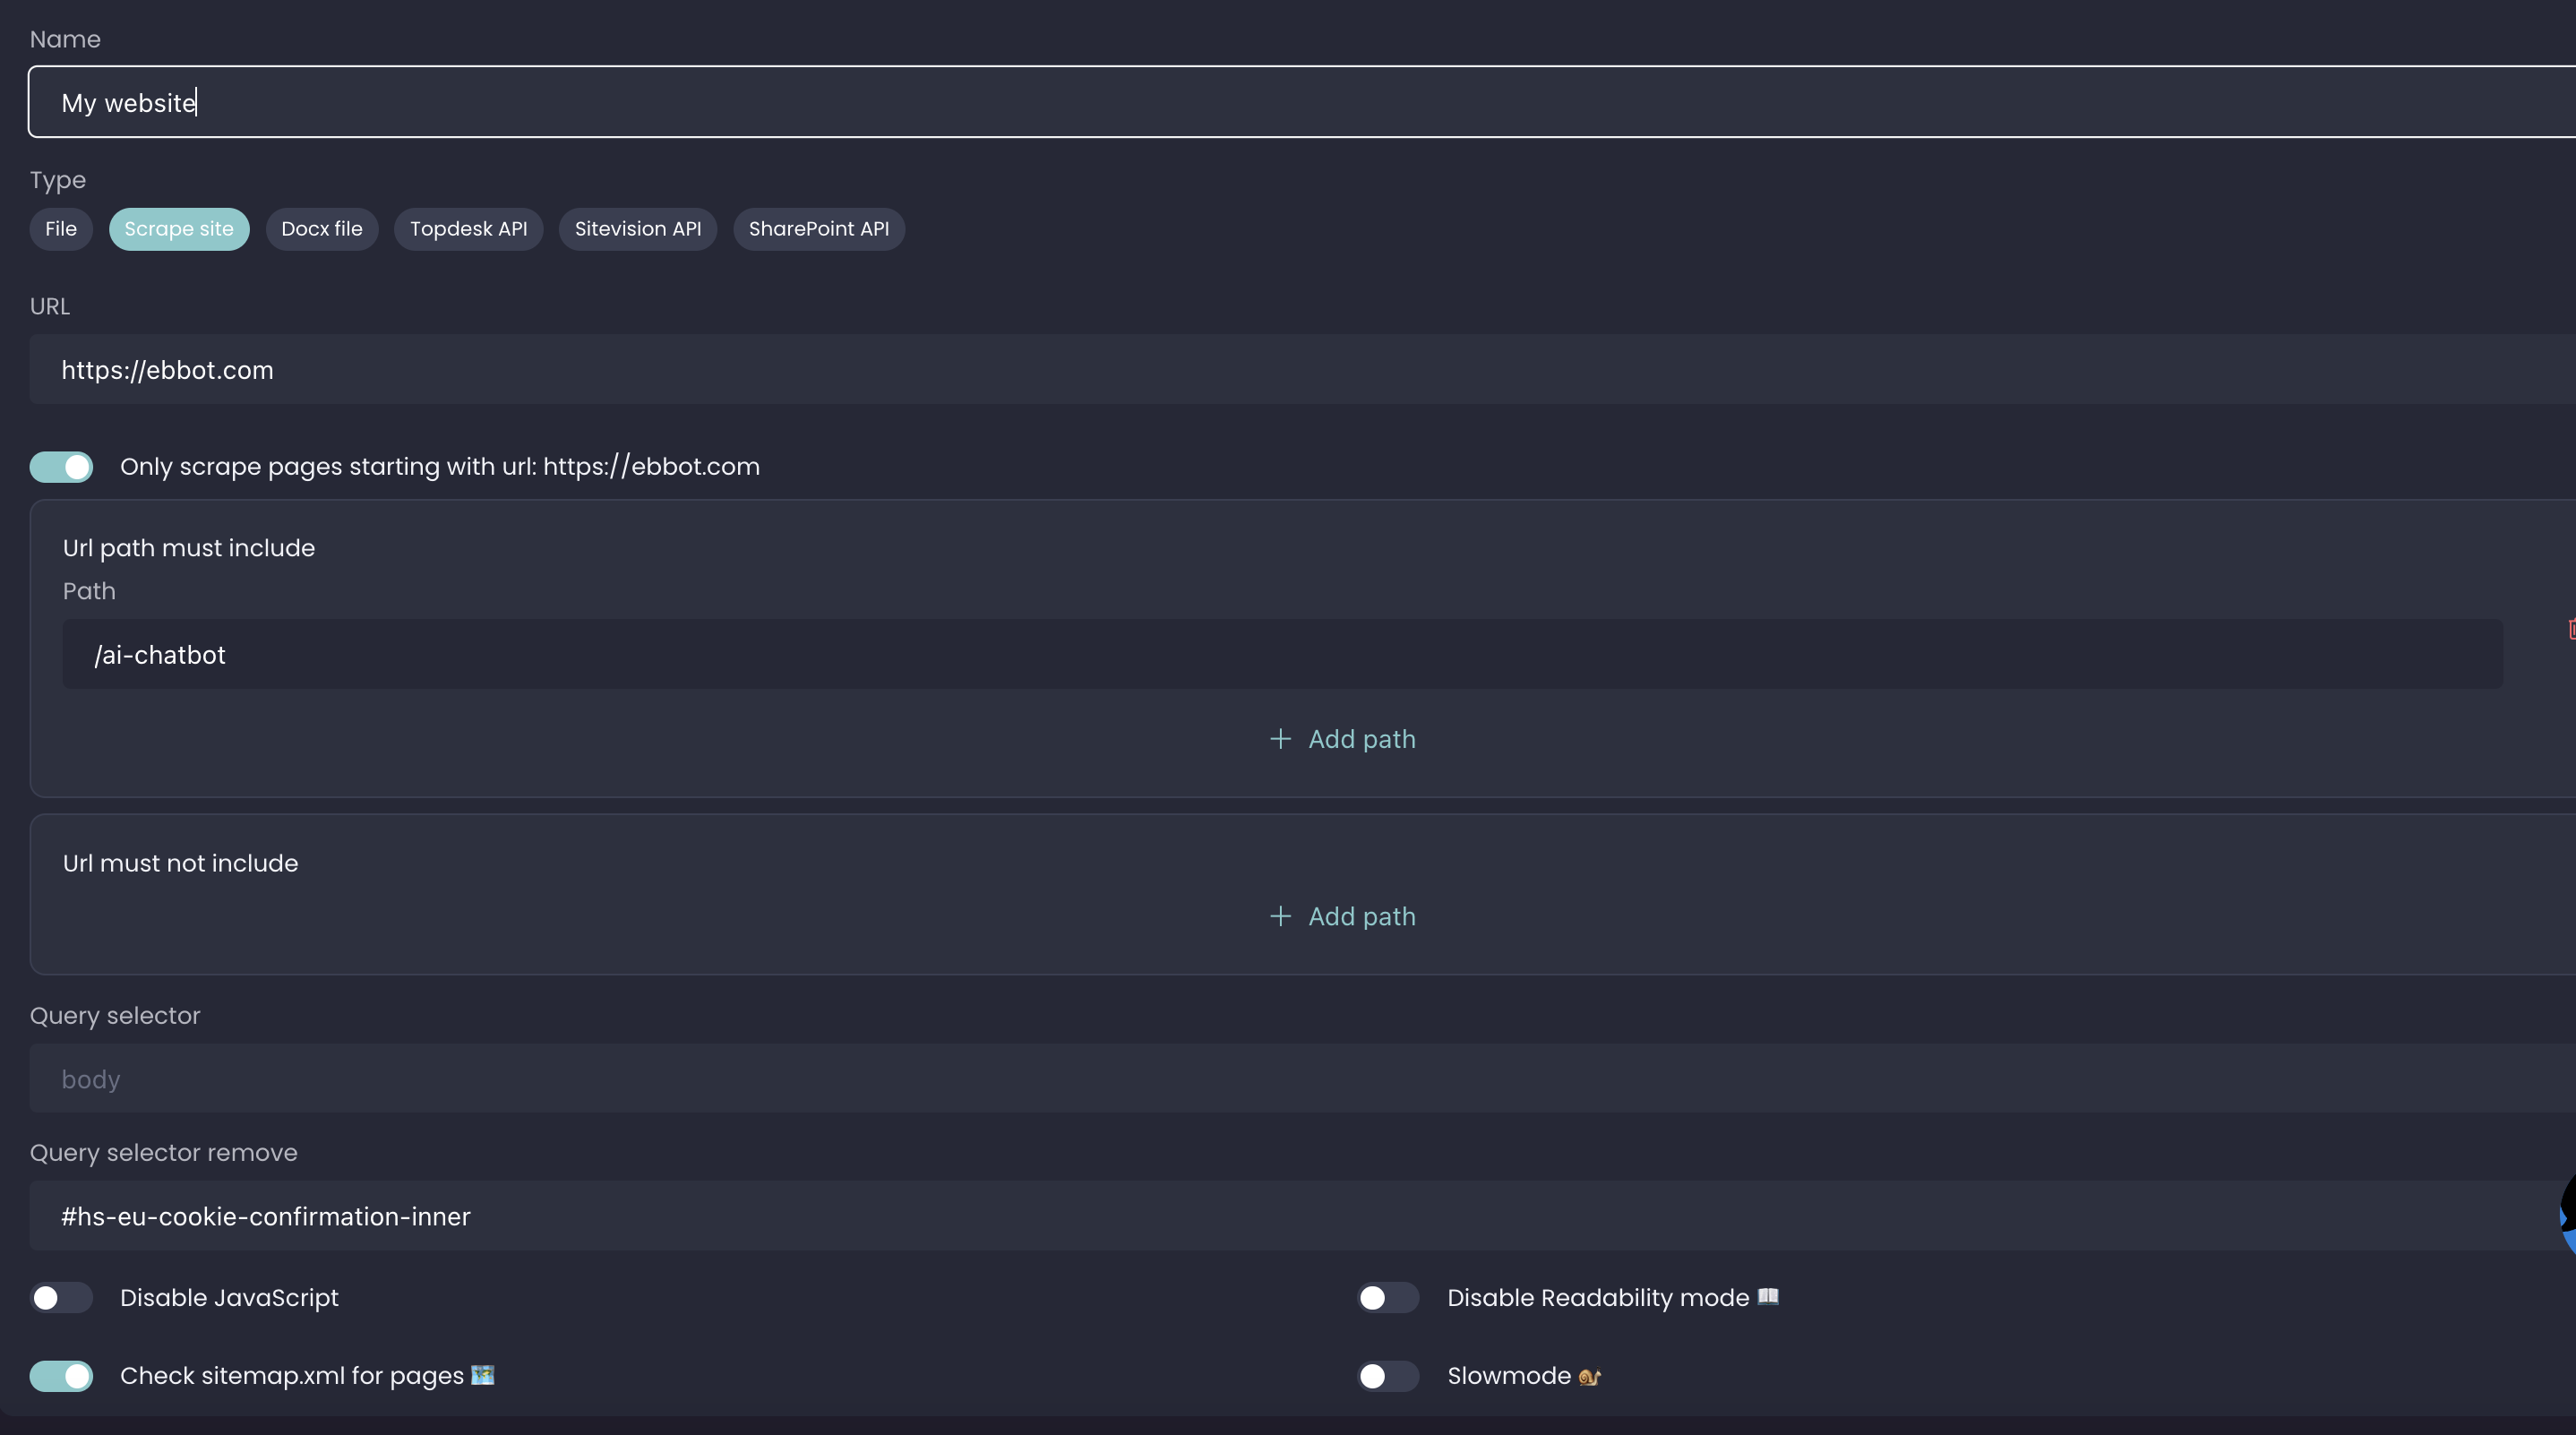 Name
My website
Type
File Scrape site Docx file Topdesk API Sitevision API SharePoint API
URL
https://ebbot.com
Only scrape pages starting with url: https://ebbot.com
Url path must include
Path
/ai-chatbot
+ Add path
Url must not include
+ Add path
Query selector
body
Query selector remove
#hs-eu-cookie-confirmation-inner
Disable JavaScript Disable Readability mode 📖
Check sitemap.xml for pages 🗺️ Slowmode 🐌